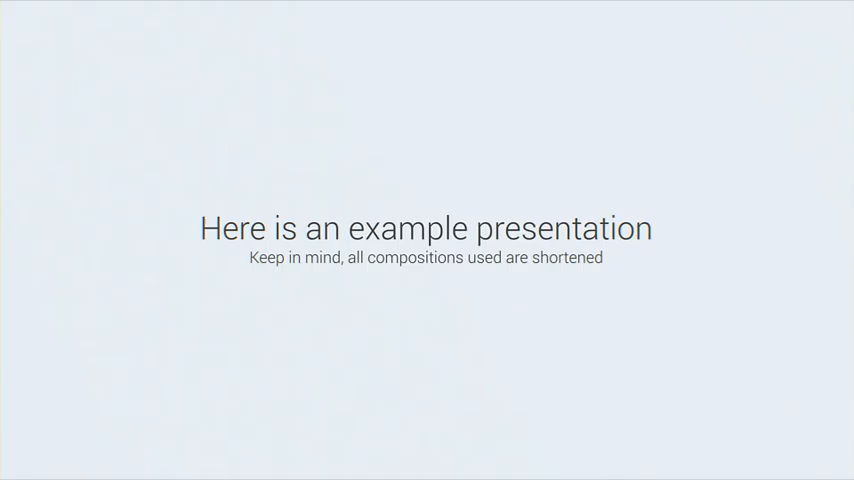 Here is an example presentation
Keep in mind, all compositions used are shortened